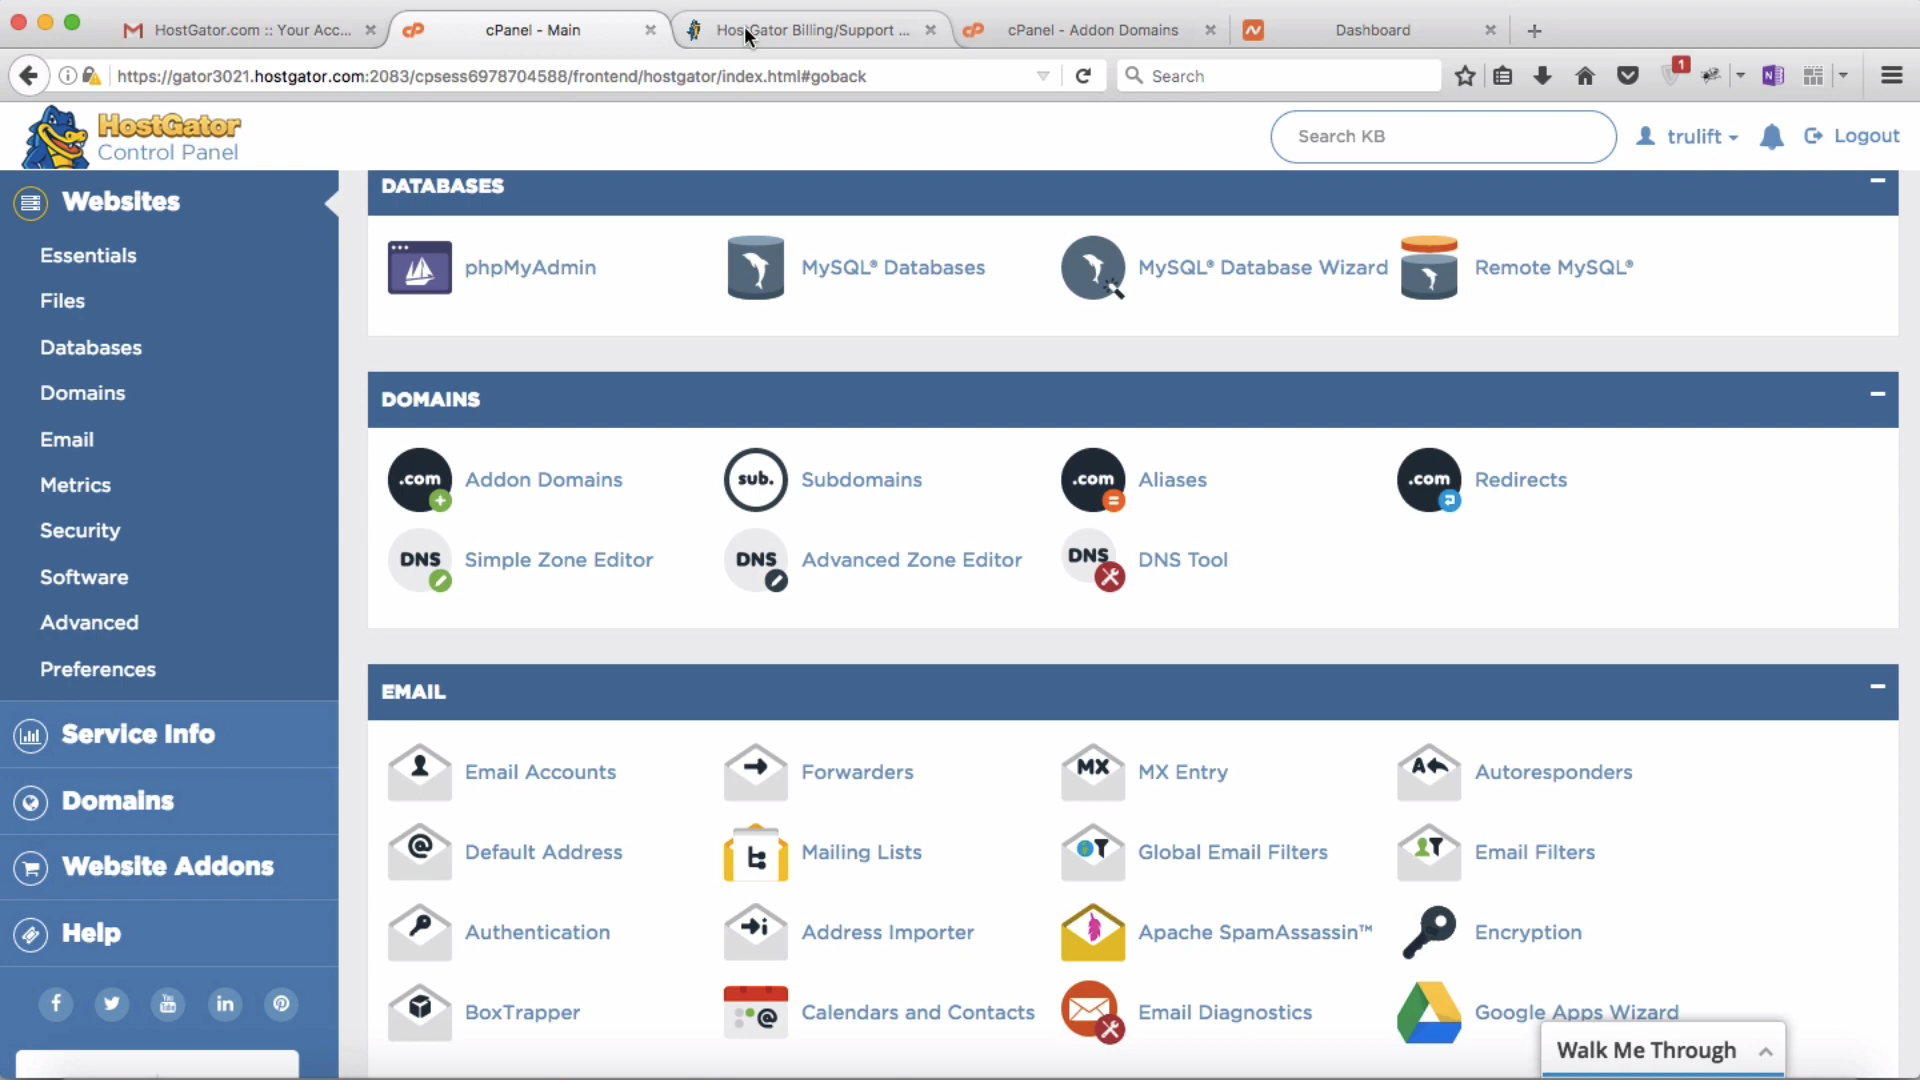 HostGator.com :: Your Acc...
cPanel - Main
HostGator Billing/Support ...
cPanel - Addon Domains
Dashboard
https://gator3021.hostgator.com:2083/cpsess6978704588/frontend/hostgator/index.html#goback
Search
1
HostGator
Control Panel
Search KB
trulift
Logout
Websites
Essentials
Files
Databases
Domains
Email
Metrics
Security
Software
Advanced
Preferences
Service Info
Domains
Website Addons
Help
DATABASES
phpMyAdmin
MySQL® Databases
MySQL® Database Wizard
Remote MySQL®
DOMAINS
.com Addon Domains
sub. Subdomains
.com Aliases
.com Redirects
DNS Simple Zone Editor
DNS Advanced Zone Editor
DNS DNS Tool
EMAIL
Email Accounts
Forwarders
MX MX Entry
A Autoresponders
@ Default Address
Mailing Lists
Global Email Filters
Email Filters
Authentication
Address Importer
Apache SpamAssassin™
Encryption
BoxTrapper
@ Calendars and Contacts
Email Diagnostics
Google Apps Wizard
Walk Me Through